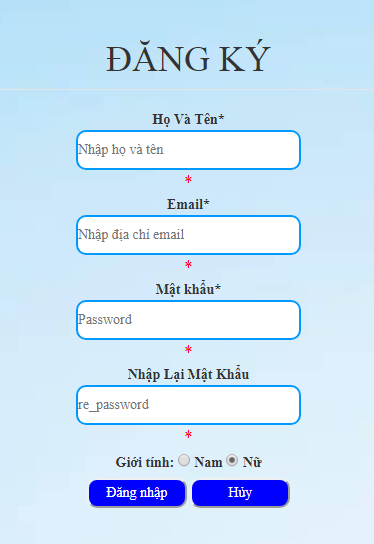 ĐĂNG KÝ
Họ Và Tên*
Nhập họ và tên
*
Email*
Nhập địa chỉ email
*
Mật khẩu*
Password
*
Nhập Lại Mật Khẩu
re_password
*
Giới tính: Nam Nữ
Đăng nhập Hủy